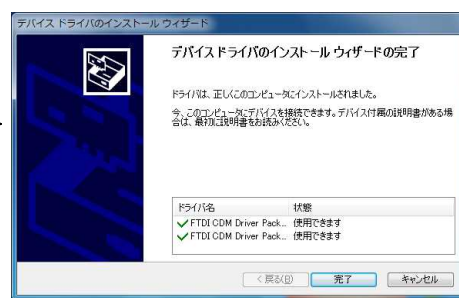 デバイス ドライバのインストール ウィザード
デバイス ドライバのインストール ウィザードの完了
ドライバは、正しくこのコンピュータにインストールされました。
今、このコンピュータにデバイスを接続できます。デバイス付属の説明書がある場
合は、最初に説明書をお読みください。
ドライバ名 状態
FTDI CDM Driver Pack... 使用できます
FTDI CDM Driver Pack... 使用できます
< 戻る(B) 完了 キャンセル